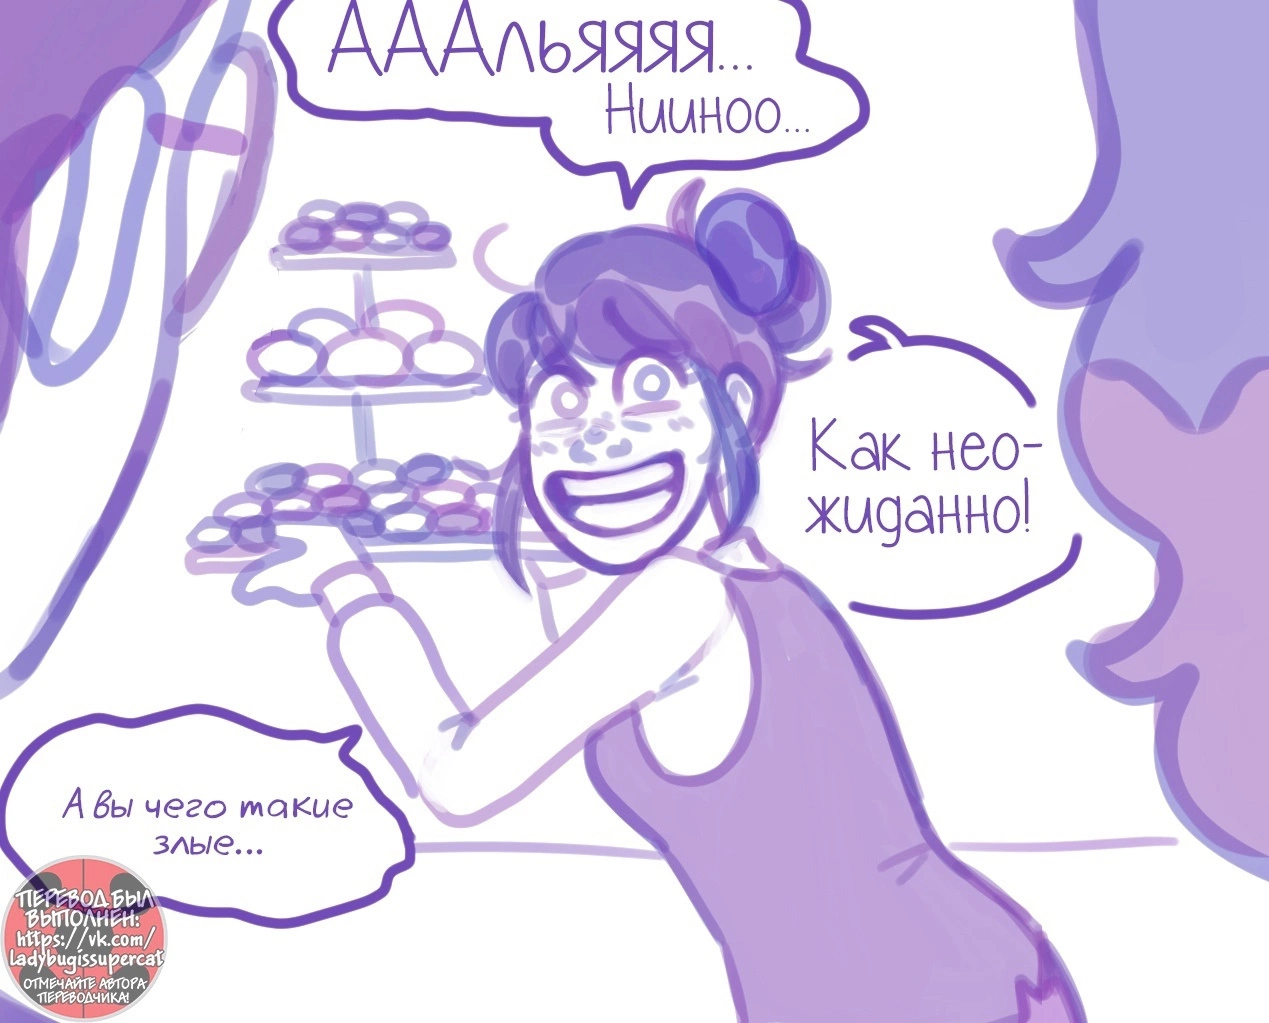 АААльяяяя...
Нииноо...
Как нео-
жиданно!
А вы чего такие
злые...
ПЕРЕВОД БЫЛ
ВЫПОЛНЕН:
https://vk.com/
ladybugissupercat
ОТМЕЧАЙТЕ АВТОРА
ПЕРЕВОДЧИКА!